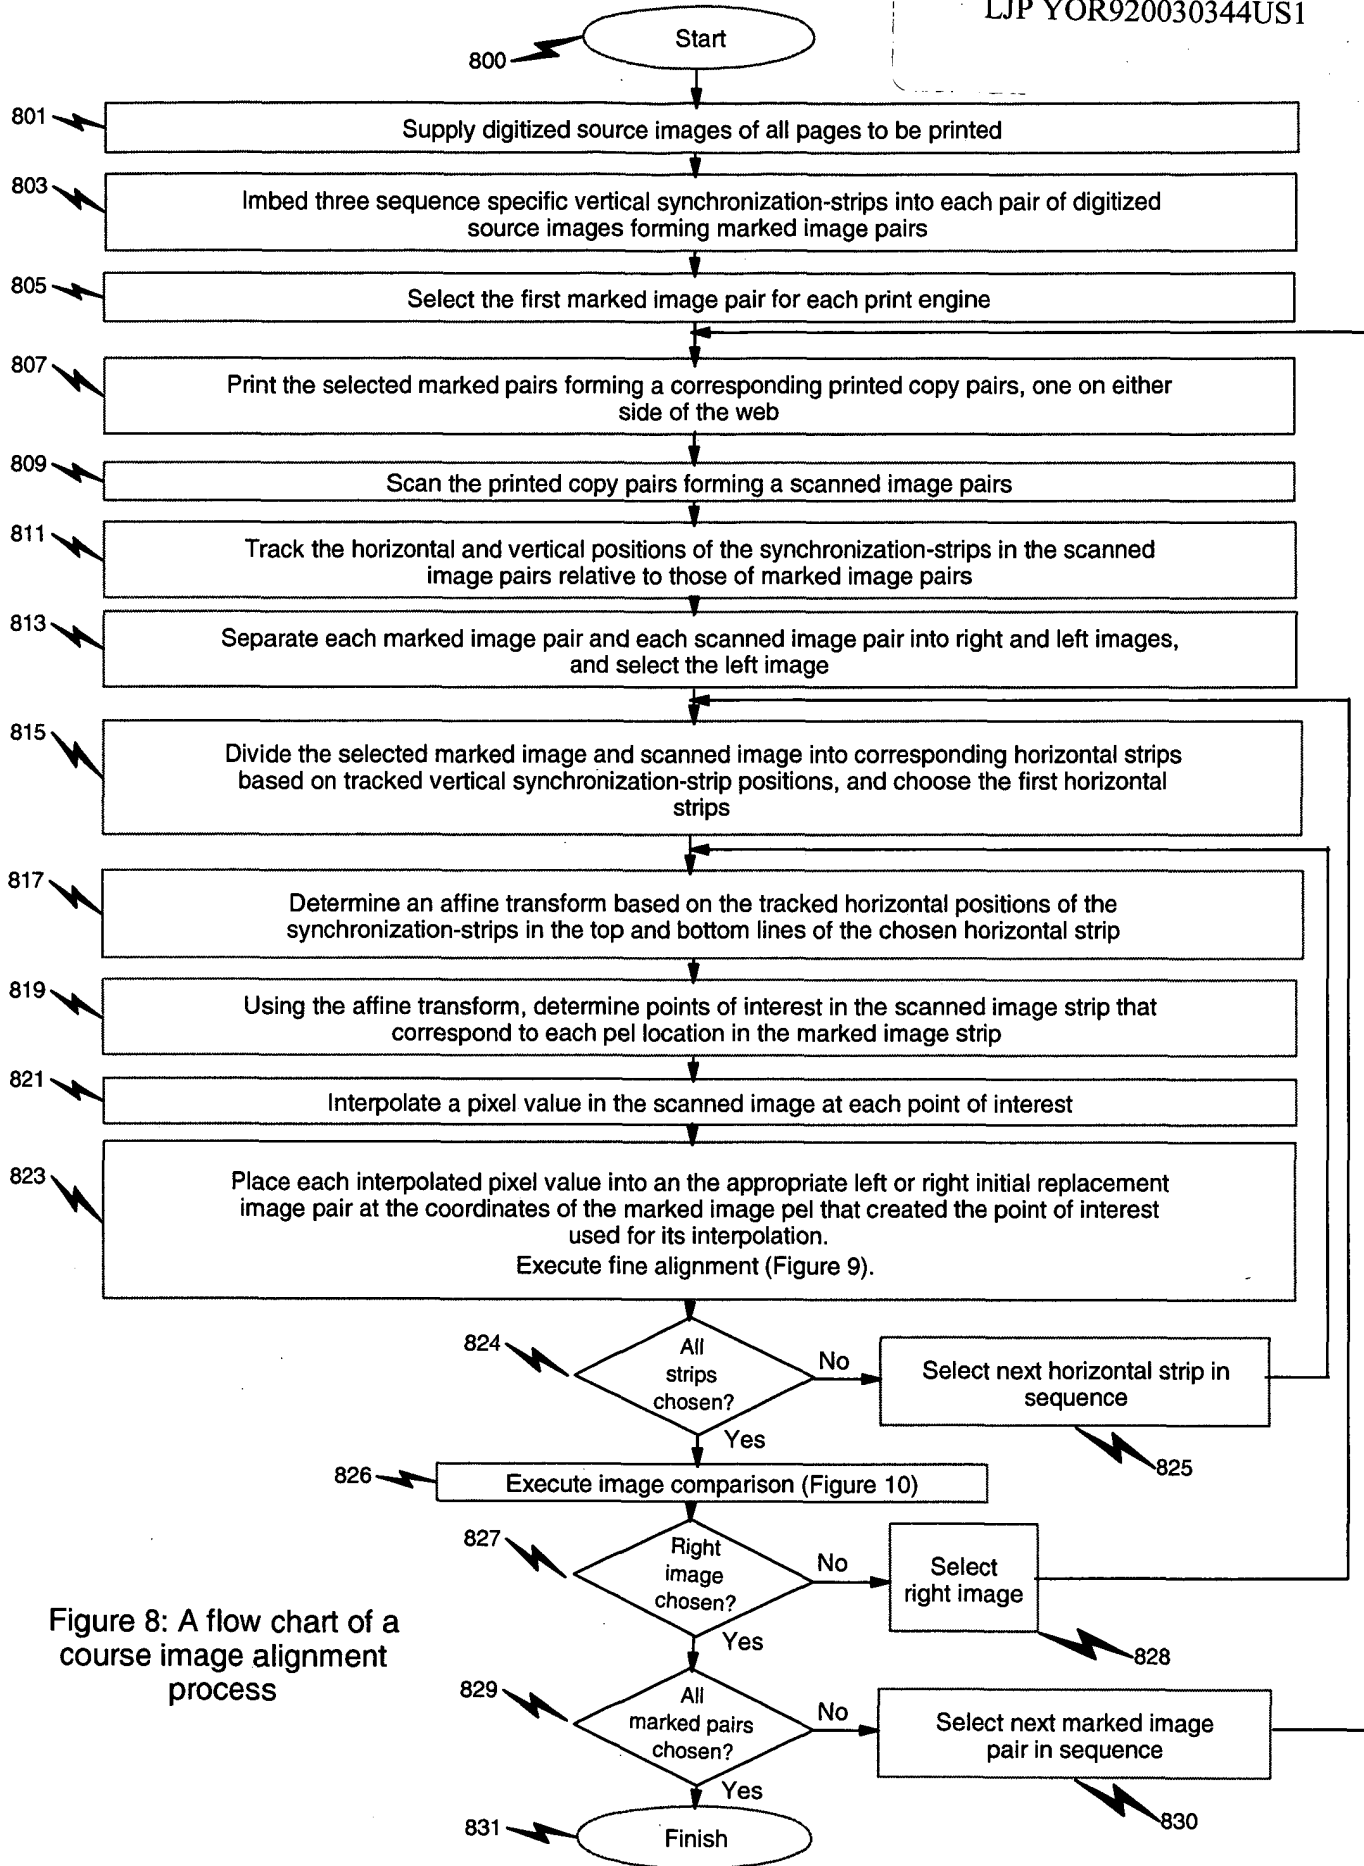 LJP YOR920030344US1
Start
800
801
Supply digitized source images of all pages to be printed
803
Imbed three sequence specific vertical synchronization-strips into each pair of digitized
source images forming marked image pairs
805
Select the first marked image pair for each print engine
807
Print the selected marked pairs forming a corresponding printed copy pairs, one on either
side of the web
809
Scan the printed copy pairs forming a scanned image pairs
811
Track the horizontal and vertical positions of the synchronization-strips in the scanned
image pairs relative to those of marked image pairs
813
Separate each marked image pair and each scanned image pair into right and left images,
and select the left image
815
Divide the selected marked image and scanned image into corresponding horizontal strips
based on tracked vertical synchronization-strip positions, and choose the first horizontal
strips
817
Determine an affine transform based on the tracked horizontal positions of the
synchronization-strips in the top and bottom lines of the chosen horizontal strip
819
Using the affine transform, determine points of interest in the scanned image strip that
correspond to each pel location in the marked image strip
821
Interpolate a pixel value in the scanned image at each point of interest
823
Place each interpolated pixel value into an the appropriate left or right initial replacement
image pair at the coordinates of the marked image pel that created the point of interest
used for its interpolation.
Execute fine alignment (Figure 9).
824
All
strips
chosen?
No
Select next horizontal strip in
sequence
825
Yes
826
Execute image comparison (Figure 10)
827
Right
image
chosen?
No
Select
right image
828
Yes
Figure 8: A flow chart of a
course image alignment
process
829
All
marked pairs
chosen?
No
Select next marked image
pair in sequence
830
Yes
831
Finish